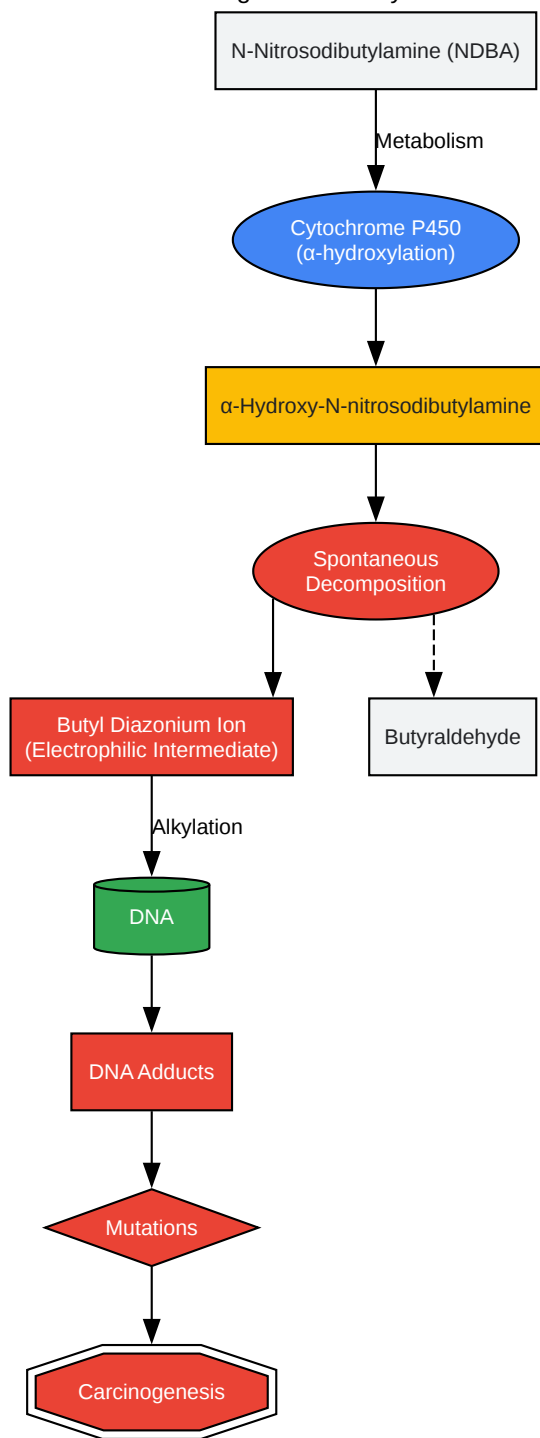 N-Nitrosodibutylamine (NDBA)
Metabolism
Cytochrome P450
(α-hydroxylation)
α-Hydroxy-N-nitrosodibutylamine
Spontaneous
Decomposition
Butyl Diazonium Ion
(Electrophilic Intermediate)
Butyraldehyde
Alkylation
DNA
DNA Adducts
Mutations
Carcinogenesis